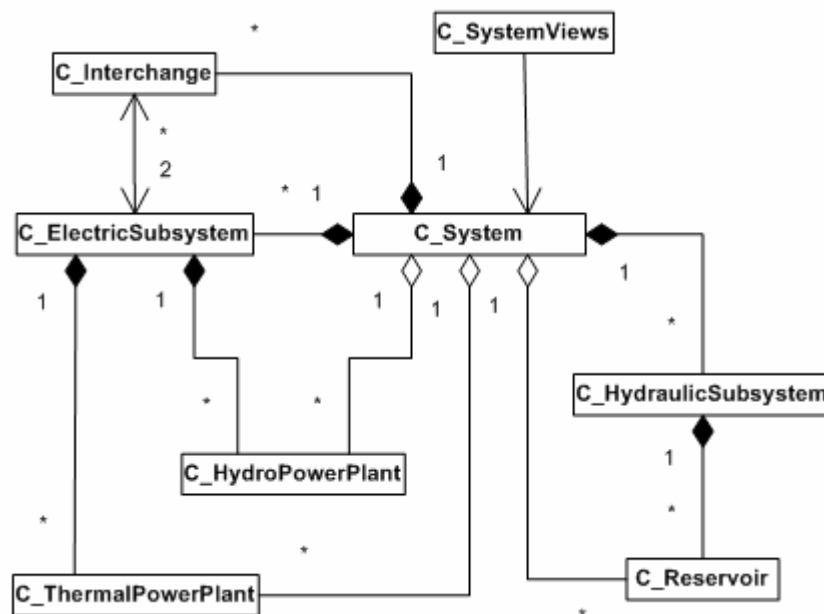 *
C_SystemViews
C_Interchange
*
2
1
*
1
C_ElectricSubsystem
C_System
1
1
1
1
1
1
*
C_HydraulicSubsystem
*
*
1
C_HydroPowerPlant
*
*
*
C_ThermalPowerPlant
C_Reservoir
*